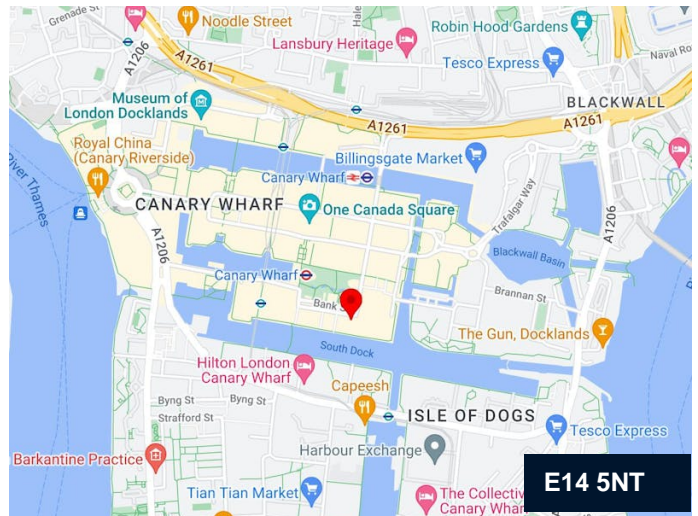 Grenade St
Noodle Street
Hale
Robin Hood Gardens
A1206
A1261
Lansbury Heritage
Tesco Express
Naval Ro
Museum of
London Docklands
BLACKWALL
A1261
A1261
Royal China
(Canary Riverside)
Billingsgate Market
River Thames
Canary Wharf
Trafalgar Way
A1206
CANARY WHARF
One Canada Square
A1206
Blackwall
Basin
Canary Wharf
Bank S
Brannan St
The Gun, Docklands
South Dock
Hilton London
Canary Wharf
Capeesh
Byng St
Byng St
Strafford St
ISLE OF DOGS
Tesco Express
Barkantine Practice
Harbour Exchange
E14 5NT
Tian Tian Market
The Collective
Canary Wharf